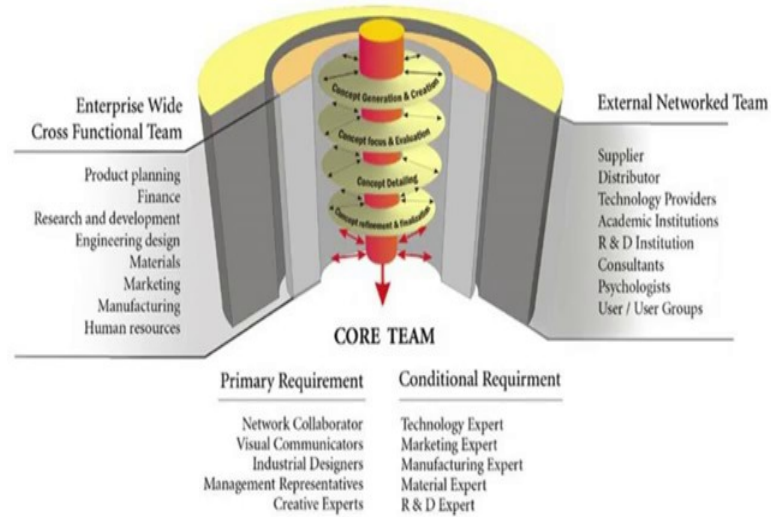 Enterprise Wide
Cross Functional Team
Product planning
Finance
Research and development
Engineering design
Materials
Marketing
Manufacturing
Human resources
Concept Generation & Creation
Concept focus & Evaluation
Concept Detailing
Concept refinement & finalization
External Networked Team
Supplier
Distributor
Technology Providers
Academic Institutions
R & D Institution
Consultants
Psychologists
User / User Groups
CORE TEAM
Primary Requirement
Network Collaborator
Visual Communicators
Industrial Designers
Management Representatives
Creative Experts
Conditional Requirment
Technology Expert
Marketing Expert
Manufacturing Expert
Material Expert
R & D Expert